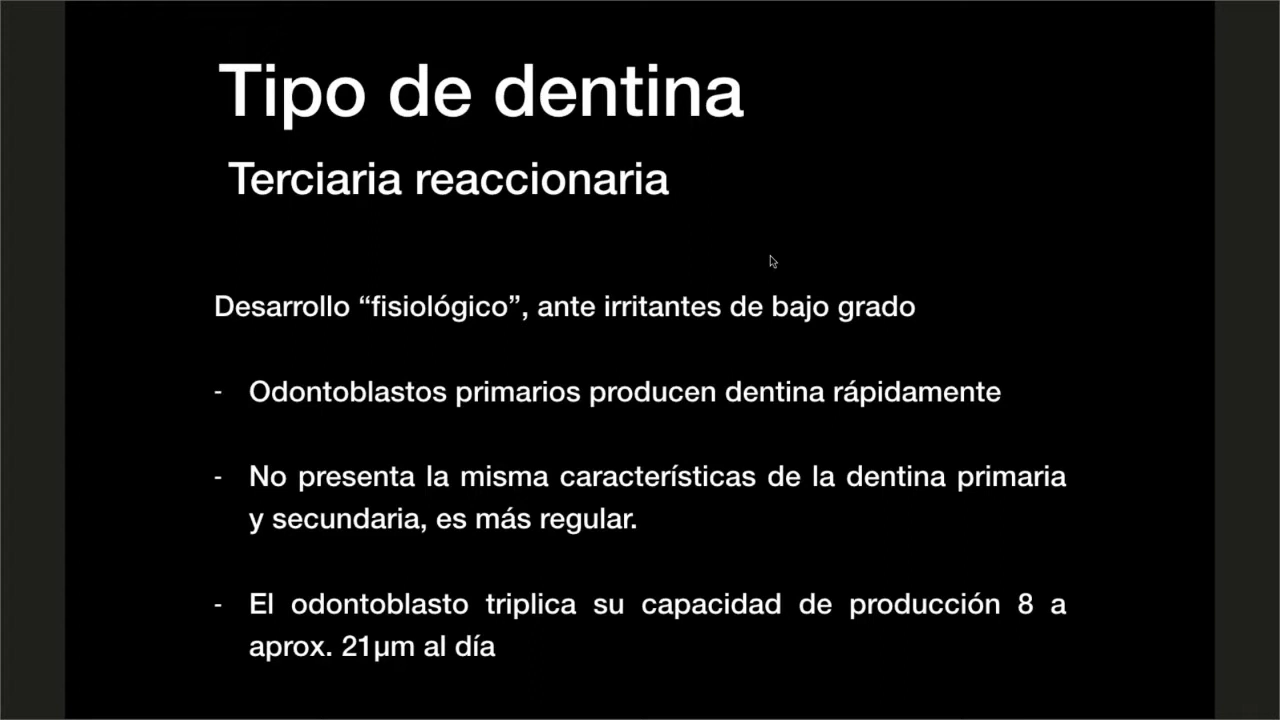 Tipo de dentina
Terciaria reaccionaria
Desarrollo “fisiológico”, ante irritantes de bajo grado
- Odontoblastos primarios producen dentina rápidamente
- No presenta la misma características de la dentina primaria
y secundaria, es más regular.
- El odontoblasto triplica su capacidad de producción 8 a
aprox. 21µm al día